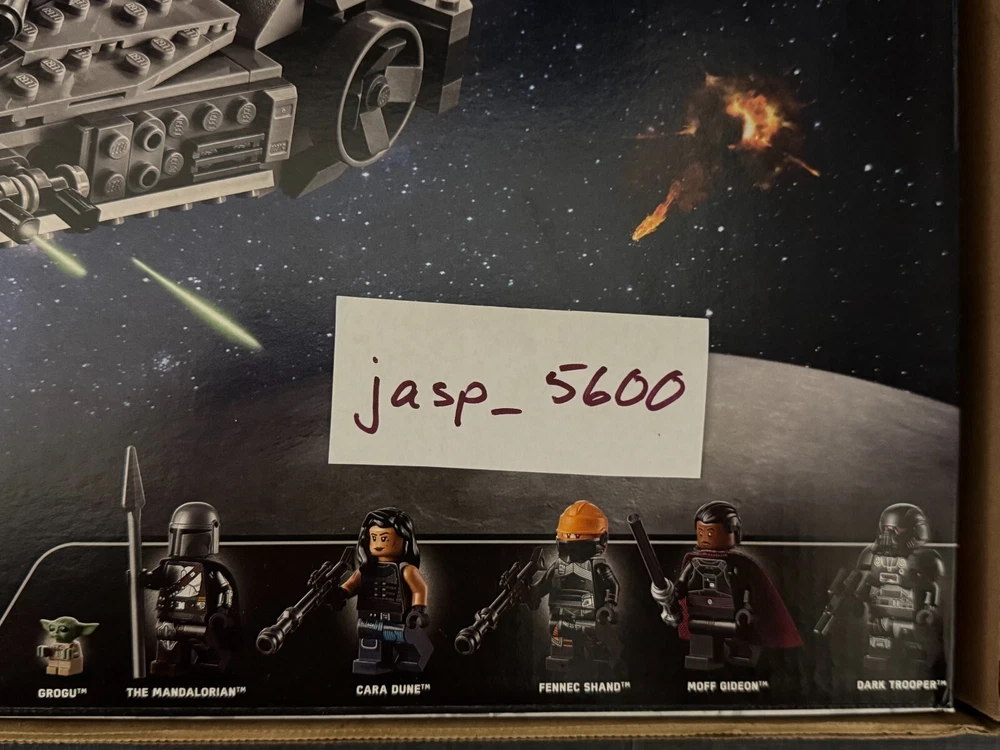 jasp_5600
GROGU™
THE MANDALORIAN™
CARA DUNE™
FENNEC SHAND™
MOFF GIDEON™
DARK TROOPER™